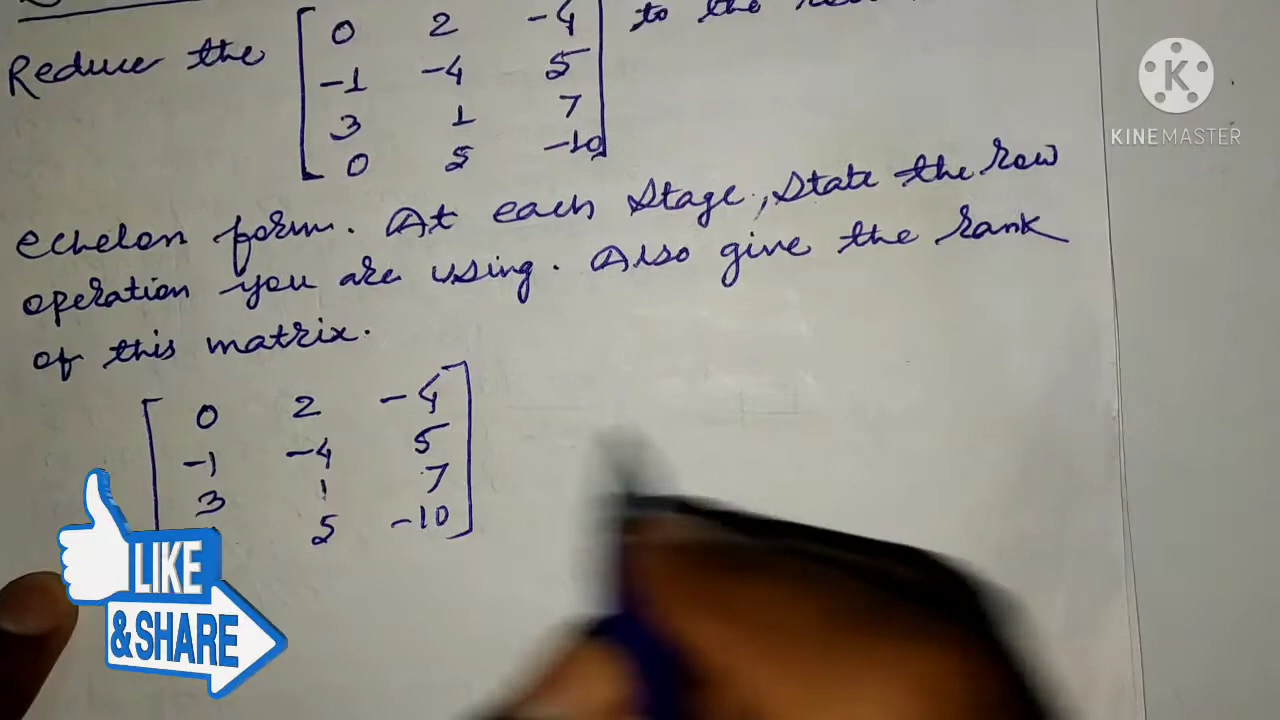 Reduce the [ 0 2 -4 ] to the
-1 -4 5
3 1 7
0 5 -10
echelon form. At each stage, state the row
operation you are using. Also give the rank
of this matrix.
0 2 -4
-1 -4 5
3 1 7
5 -10
LIKE
&SHARE
K
KINEMASTER